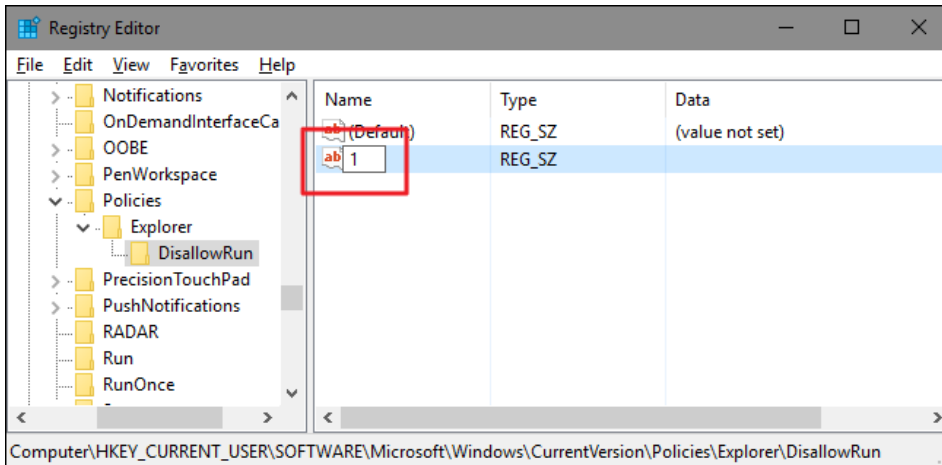 Registry Editor
File Edit View Favorites Help
Notifications
OnDemandInterfaceCa
OOBE
PenWorkspace
Policies
Explorer
DisallowRun
PrecisionTouchPad
PushNotifications
RADAR
Run
RunOnce
Name Type Data
ab (Default) REG_SZ (value not set)
ab 1 REG_SZ
Computer\HKEY_CURRENT_USER\SOFTWARE\Microsoft\Windows\CurrentVersion\Policies\Explorer\DisallowRun